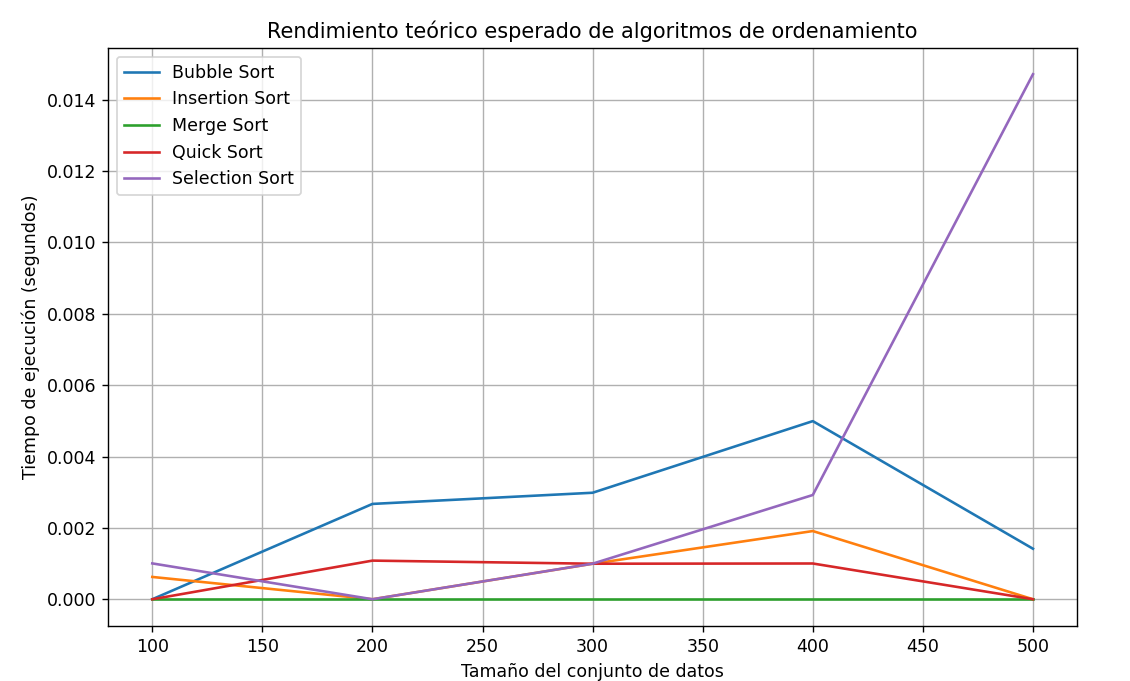 Rendimiento teórico esperado de algoritmos de ordenamiento
Bubble Sort
Insertion Sort
Merge Sort
Quick Sort
Selection Sort
Tiempo de ejecución (segundos)
0.014
0.012
0.010
0.008
0.006
0.004
0.002
0.000
100 150 200 250 300 350 400 450 500
Tamaño del conjunto de datos